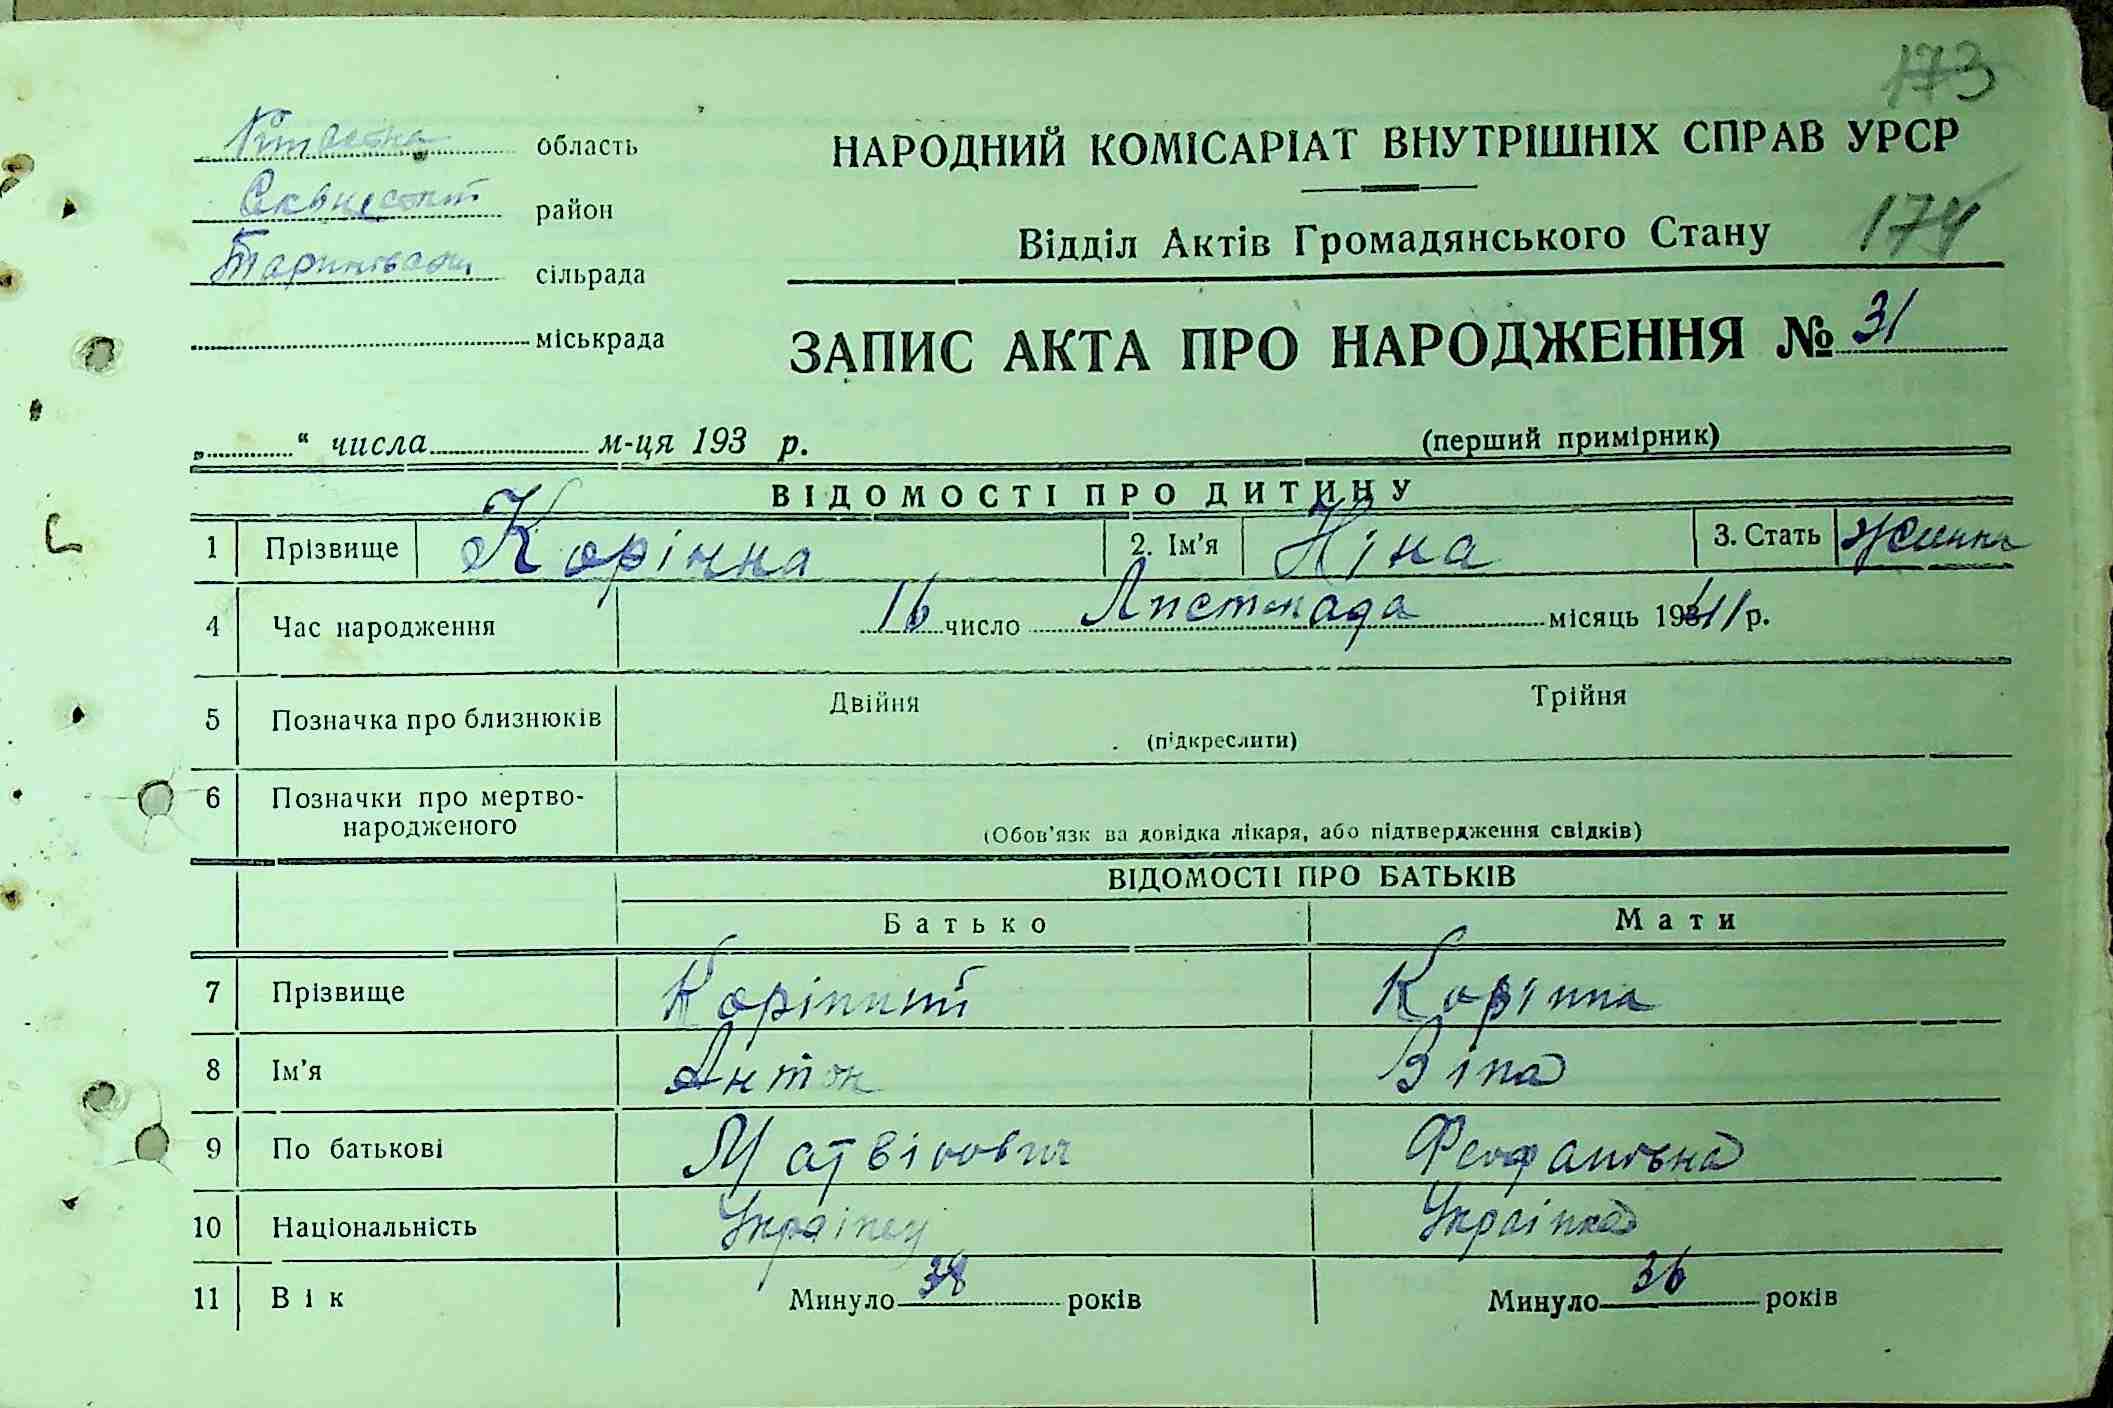 173
область
НАРОДНИЙ КОМІСАРІАТ ВНУТРІШНІХ СПРАВ УРСР
район
Відділ Актів Громадянського Стану 174
сільрада
міськрада
ЗАПИС АКТА ПРО НАРОДЖЕННЯ № 31
„ “ числа м-ця 193 р. (перший примірник)
ВІДОМОСТІ ПРО ДИТИНУ
1 Прізвище Корінна 2. Ім'я Ніна 3. Стать
4 Час народження 16 число Листопада місяць 1941 р.
5 Позначка про близнюків Двійня Трійня
(підкреслити)
6 Позначки про мертво-
народженого
(Обов'язк ва довідка лікаря, або підтвердження свідків)
ВІДОМОСТІ ПРО БАТЬКІВ
Батько Мати
7 Прізвище Корінний Корінна
8 Ім'я Антон Зіна
9 По батькові Матвійович Феофанівна
10 Національність Українец Українка
11 Вік Минуло 38 років Минуло 36 років